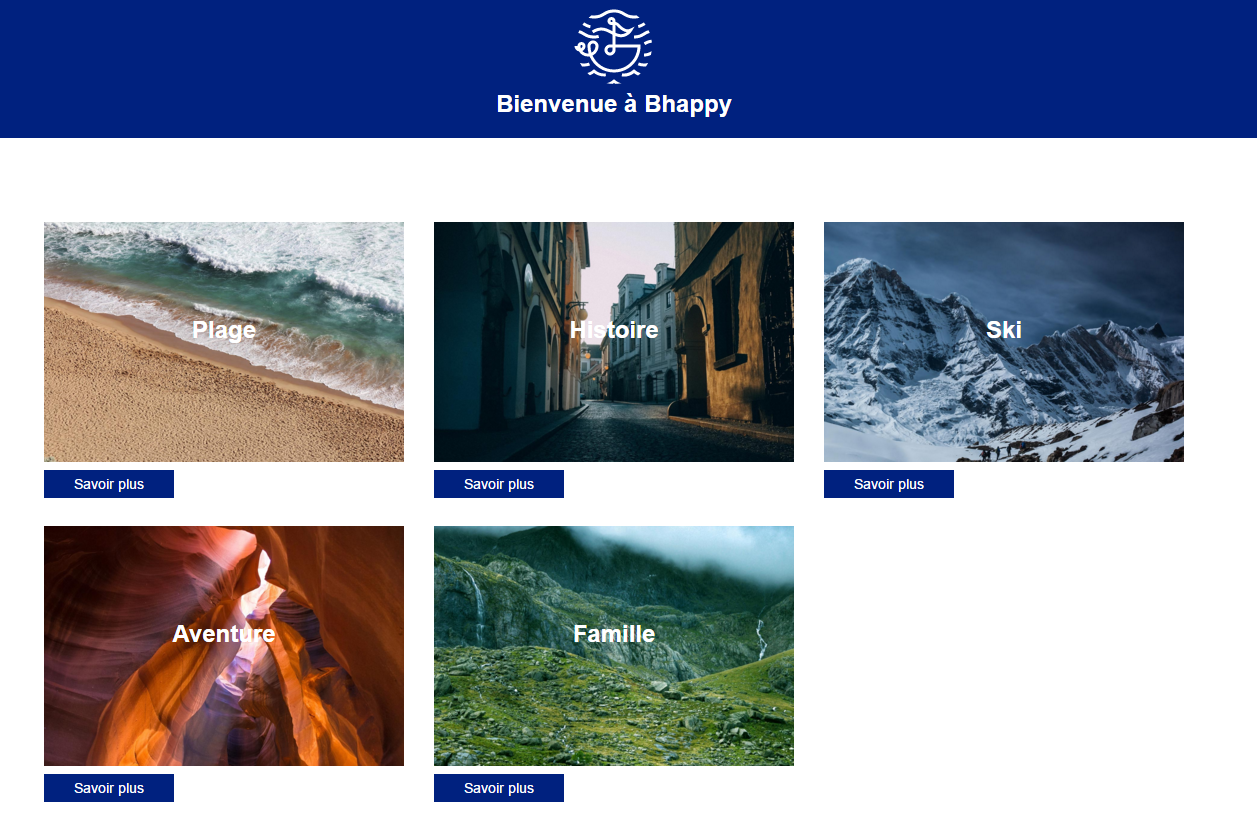 Bienvenue à Bhappy
Plage
Histoire
Ski
Savoir plus
Savoir plus
Savoir plus
Aventure
Famille
Savoir plus
Savoir plus